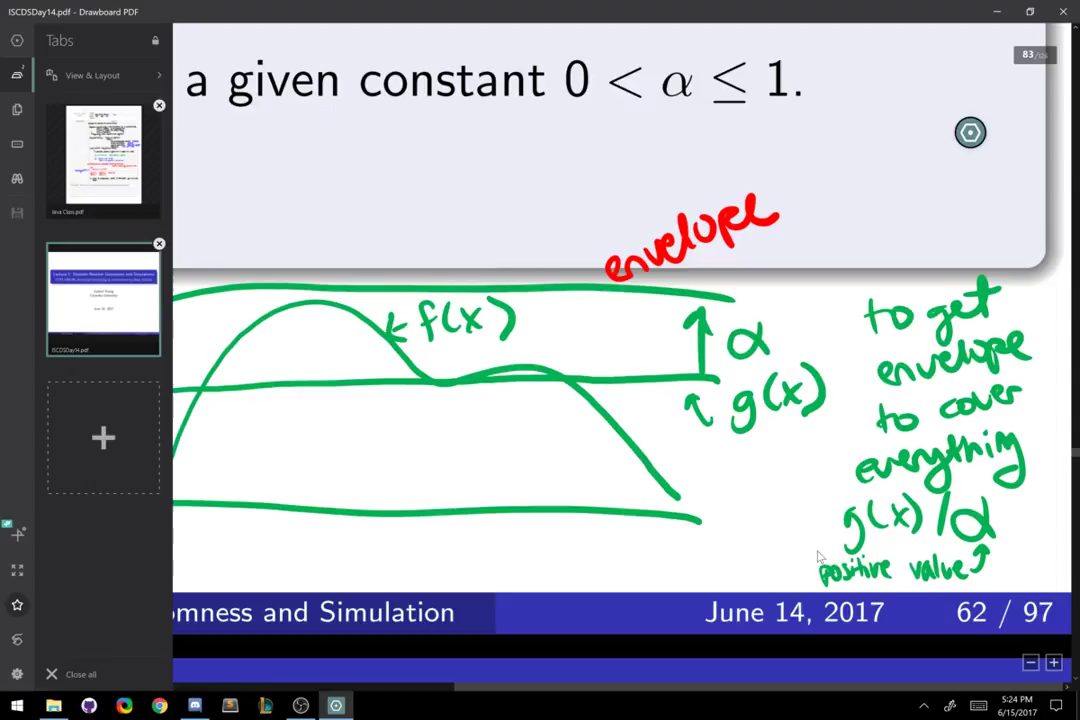 ISCDSDay14.pdf - Drawboard PDF
Tabs
View & Layout
Java Class.pdf
ISCDSDay14.pdf
Close all
83/125
a given constant 0 < α ≤ 1.
envelope
f(x)
α
g(x)
to get
envelope
to cover
everything
g(x)/α
positive value
omness and Simulation
June 14, 2017
62 / 97
5:24 PM
6/15/2017